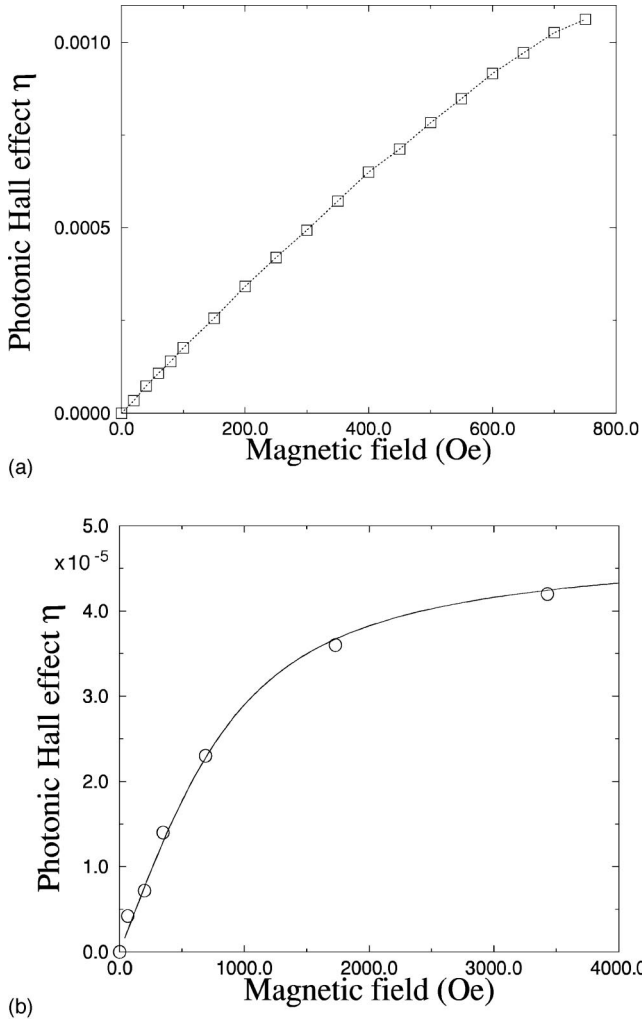 Photonic Hall effect η
0.0010
0.0005
0.0000
0.0 200.0 400.0 600.0 800.0
Magnetic field (Oe)
(a)
Photonic Hall effect η
5.0
x10 -5
4.0
3.0
2.0
1.0
0.0
0.0 1000.0 2000.0 3000.0 4000.0
Magnetic field (Oe)
(b)